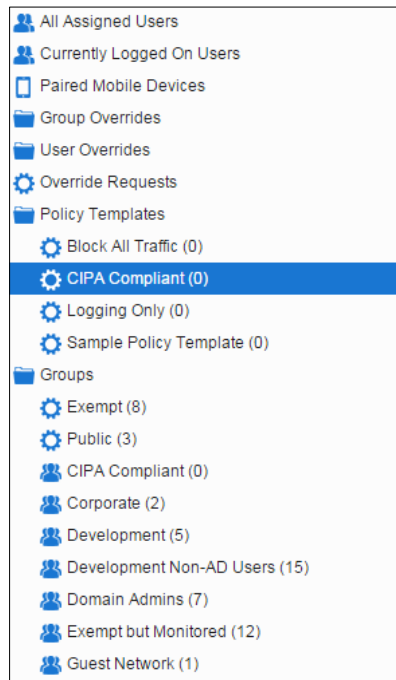 All Assigned Users
Currently Logged On Users
Paired Mobile Devices
Group Overrides
User Overrides
Override Requests
Policy Templates
Block All Traffic (0)
CIPA Compliant (0)
Logging Only (0)
Sample Policy Template (0)
Groups
Exempt (8)
Public (3)
CIPA Compliant (0)
Corporate (2)
Development (5)
Development Non-AD Users (15)
Domain Admins (7)
Exempt but Monitored (12)
Guest Network (1)